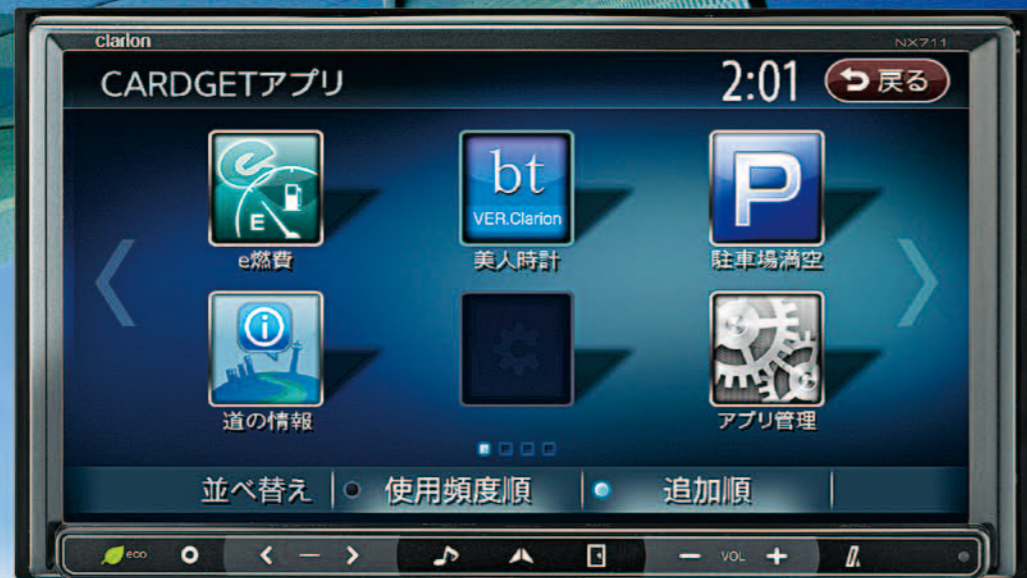 clarion
NX711
CARDGETアプリ
2:01
戻る
E
bt
VER.Clarion
P
e燃費
美人時計
駐車場満空
道の情報
アプリ管理
並べ替え
使用頻度順
追加順
eco
VOL